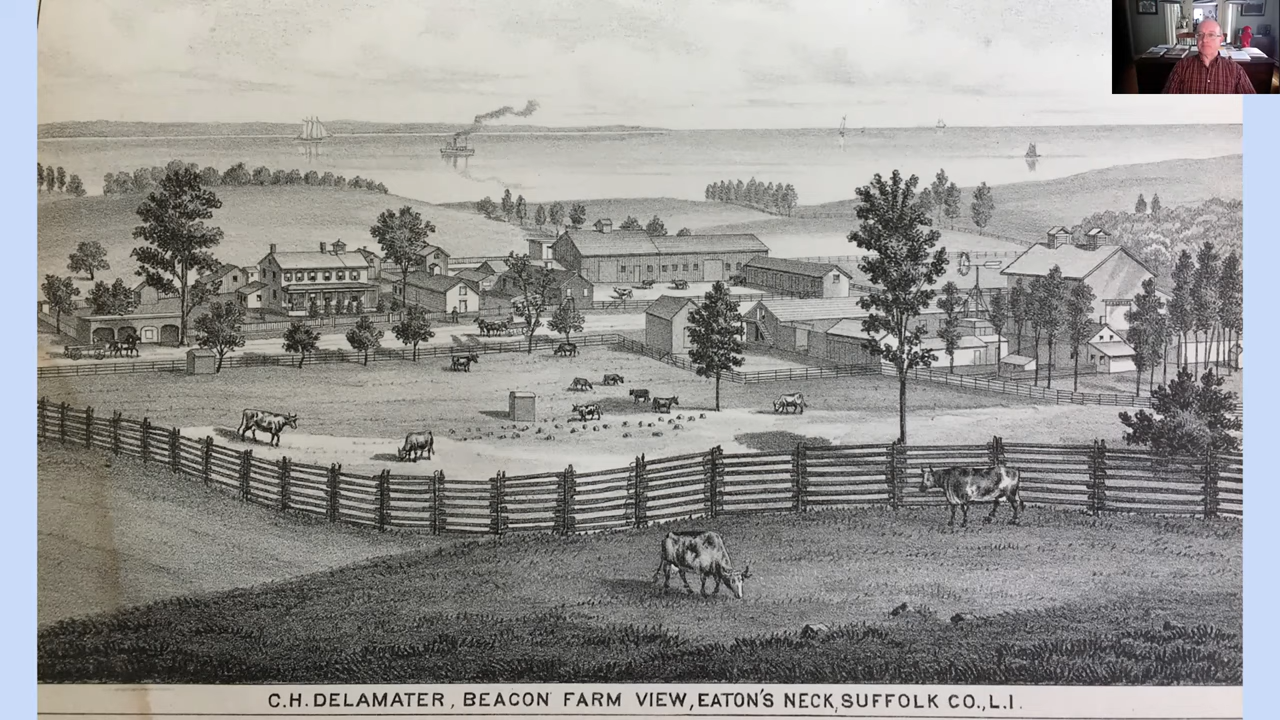 C.H. DELAMATER, BEACON FARM VIEW, EATON'S NECK, SUFFOLK CO., L.I.